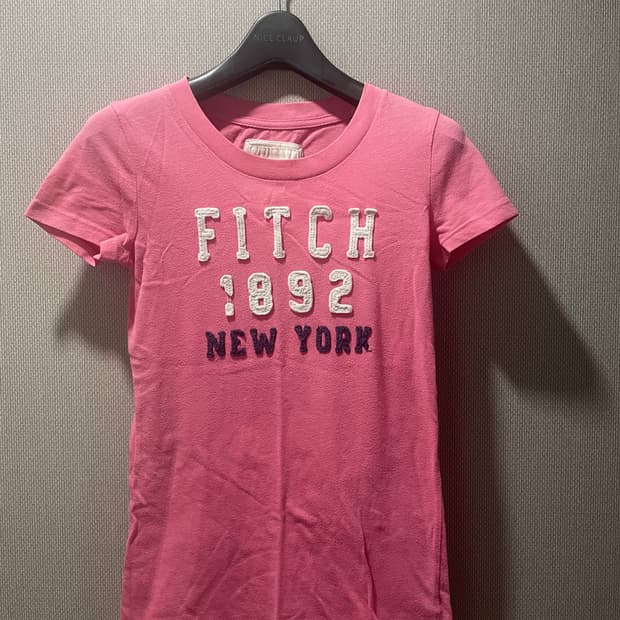 NICE CLAUP
FITCH
1892
NEW YORK